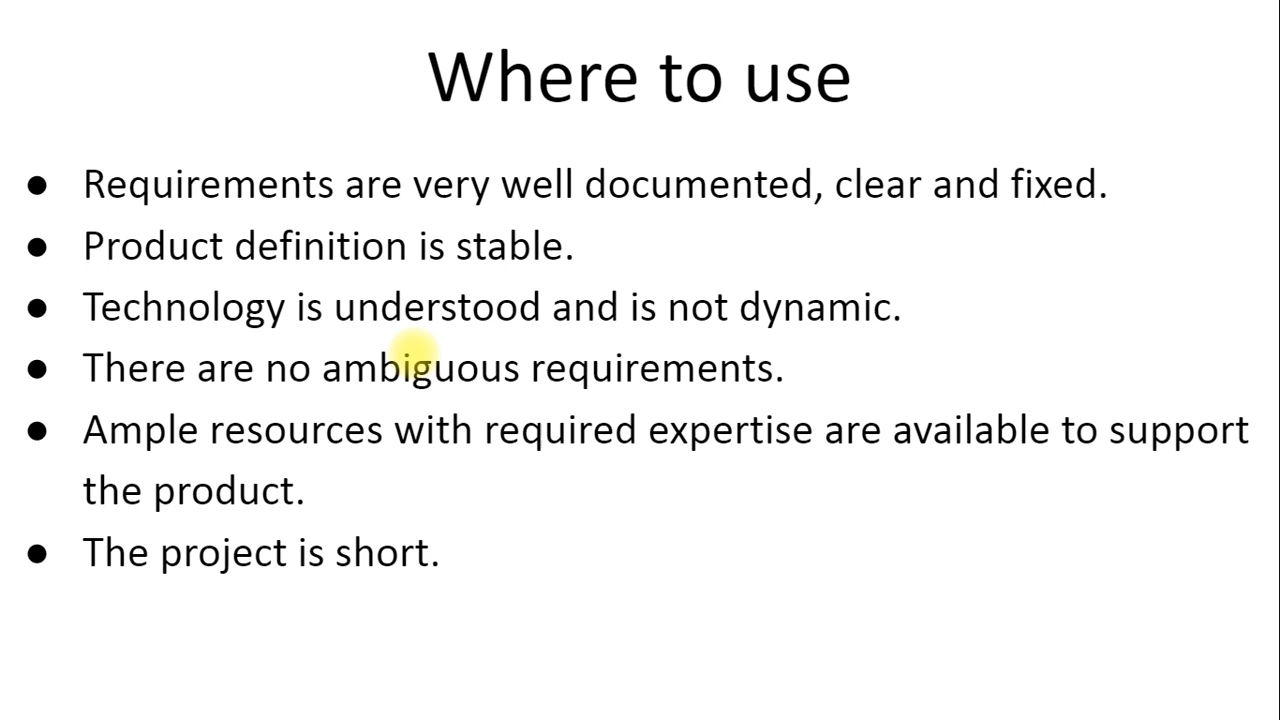 Where to use
● Requirements are very well documented, clear and fixed.
● Product definition is stable.
● Technology is understood and is not dynamic.
● There are no ambiguous requirements.
● Ample resources with required expertise are available to support
the product.
● The project is short.